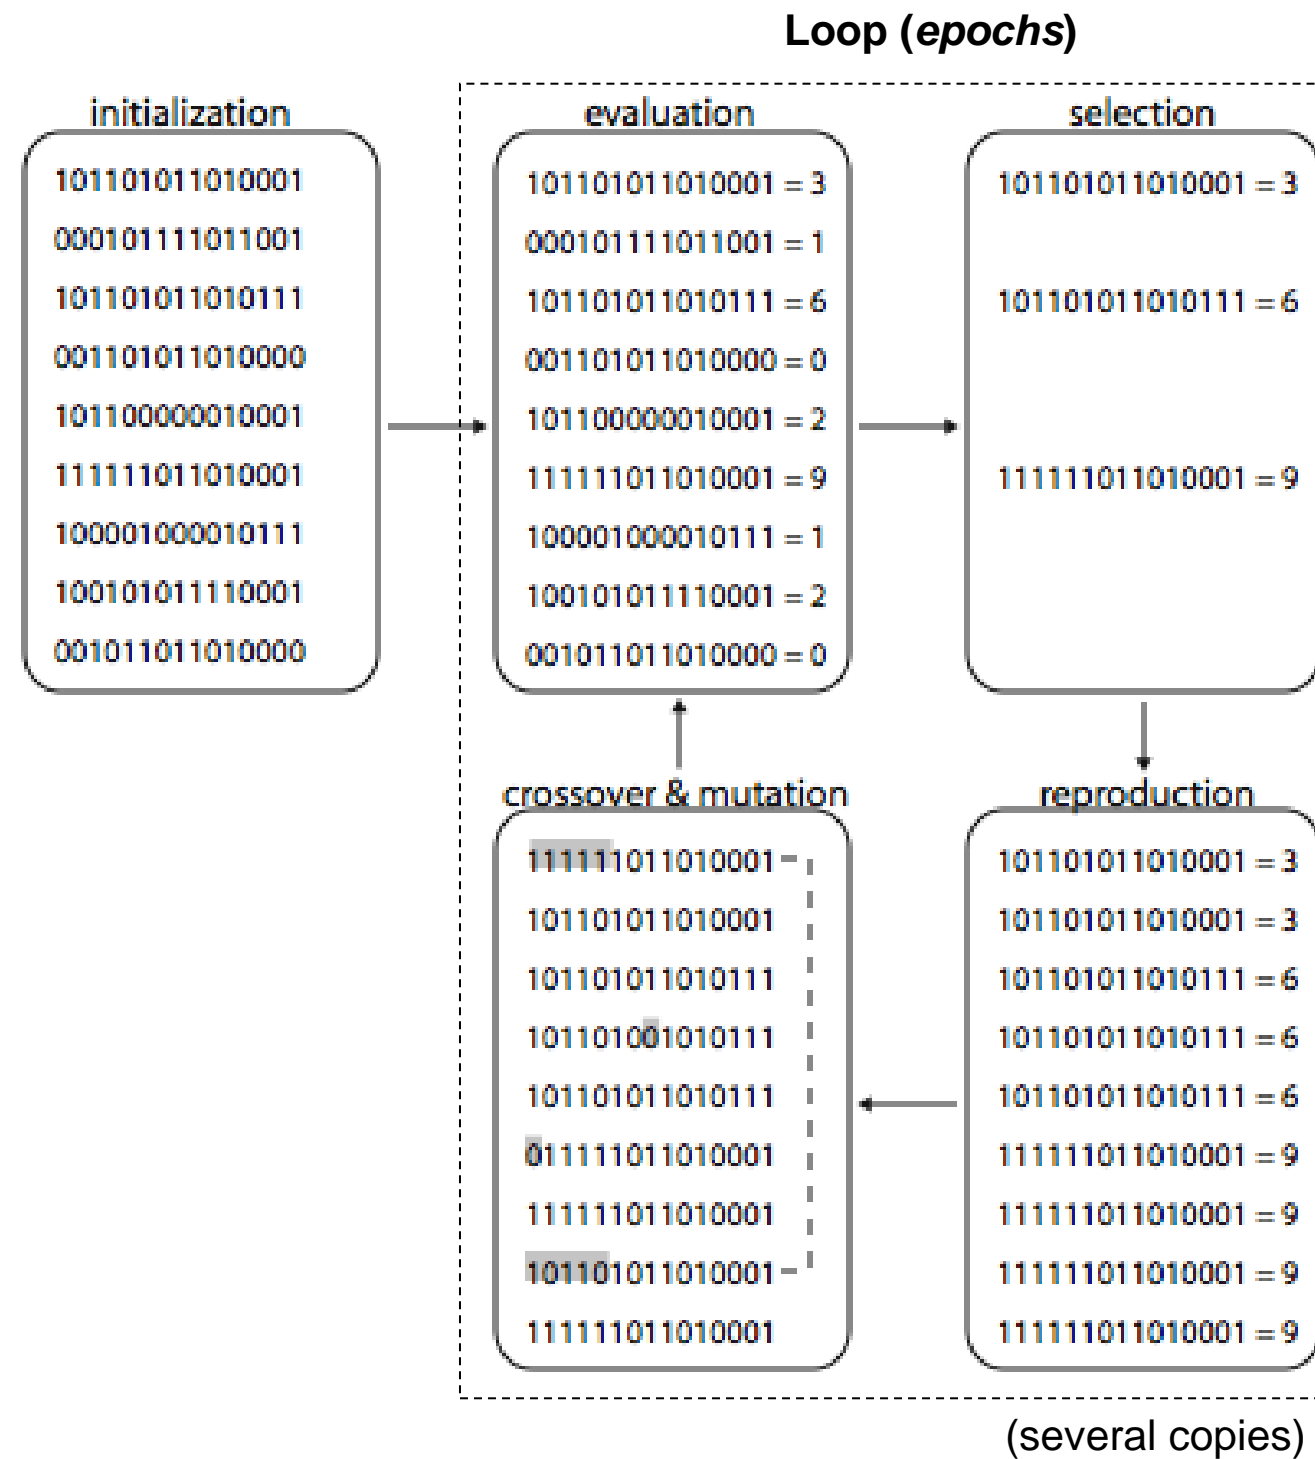 Loop (epochs)
initialization
101101011010001
000101111011001
101101011010111
001101011010000
101100000010001
111111011010001
100001000010111
100101011110001
001011011010000
evaluation
101101011010001 = 3
000101111011001 = 1
101101011010111 = 6
001101011010000 = 0
101100000010001 = 2
111111011010001 = 9
100001000010111 = 1
100101011110001 = 2
001011011010000 = 0
selection
101101011010001 = 3
101101011010111 = 6
111111011010001 = 9
crossover & mutation
111111011010001
101101011010001
101101011010111
101101001010111
101101011010111
011111011010001
111111011010001
101101011010001
111111011010001
reproduction
101101011010001 = 3
101101011010001 = 3
101101011010111 = 6
101101011010111 = 6
101101011010111 = 6
111111011010001 = 9
111111011010001 = 9
111111011010001 = 9
111111011010001 = 9
(several copies)